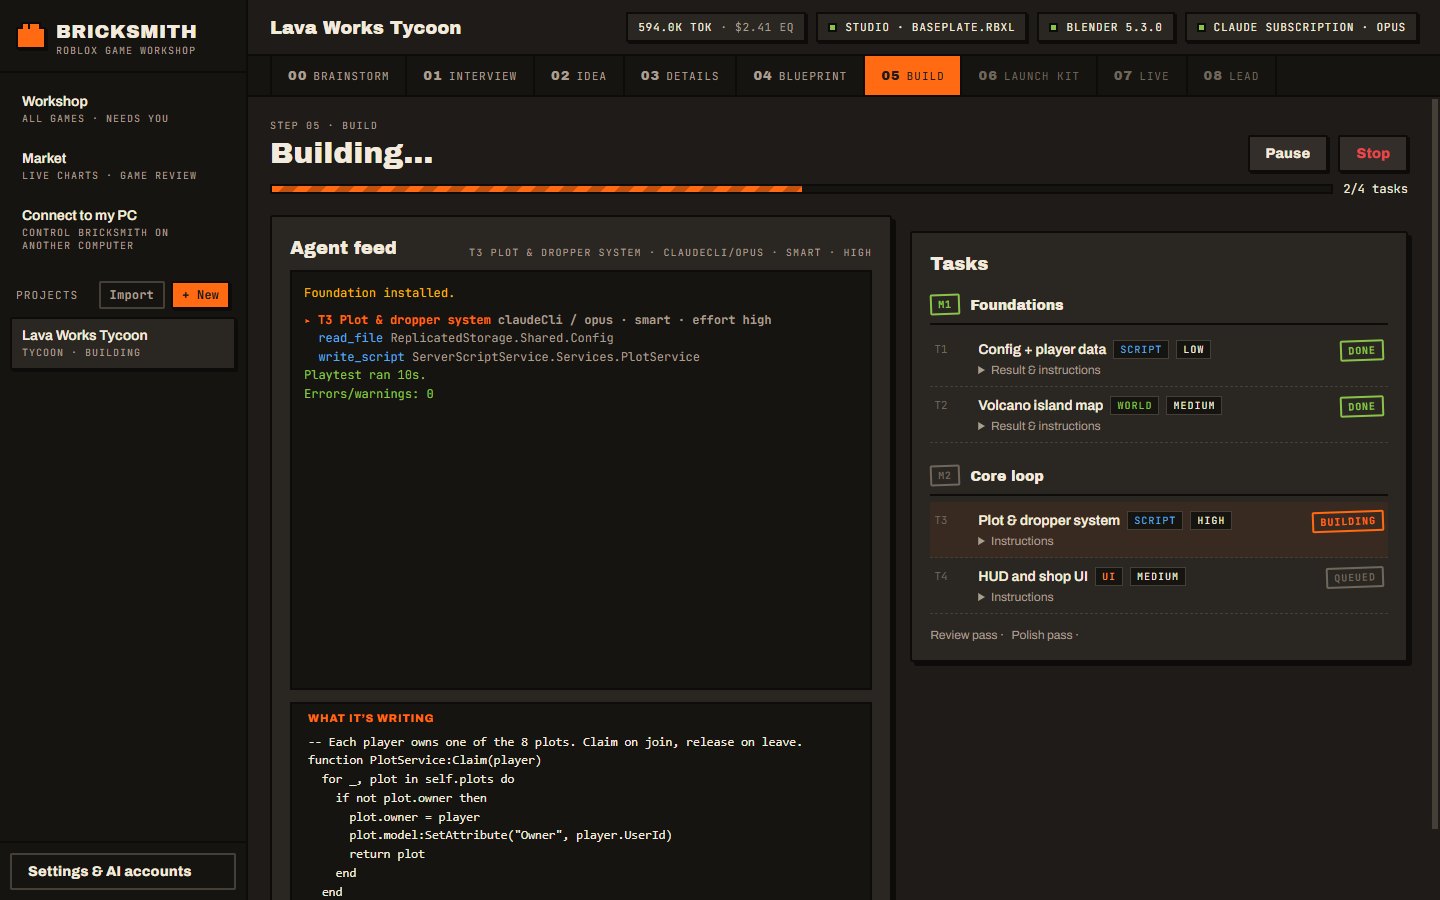 BRICKSMITH
ROBLOX GAME WORKSHOP
Workshop
ALL GAMES · NEEDS YOU
Market
LIVE CHARTS · GAME REVIEW
Connect to my PC
CONTROL BRICKSMITH ON
ANOTHER COMPUTER
PROJECTS Import + New
Lava Works Tycoon
TYCOON · BUILDING
Settings & AI accounts
Lava Works Tycoon
594.0K TOK · $2.41 EQ
STUDIO · BASEPLATE.RBXL
BLENDER 5.3.0
CLAUDE SUBSCRIPTION · OPUS
00 BRAINSTORM
01 INTERVIEW
02 IDEA
03 DETAILS
04 BLUEPRINT
05 BUILD
06 LAUNCH KIT
07 LIVE
08 LEAD
STEP 05 · BUILD
Building...
Pause
Stop
2/4 tasks
Agent feed
T3 PLOT & DROPPER SYSTEM · CLAUDECLI/OPUS · SMART · HIGH
Foundation installed.
▸ T3 Plot & dropper system claudeCli / opus · smart · effort high
read_file ReplicatedStorage.Shared.Config
write_script ServerScriptService.Services.PlotService
Playtest ran 10s.
Errors/warnings: 0
WHAT IT'S WRITING
-- Each player owns one of the 8 plots. Claim on join, release on leave.
function PlotService:Claim(player)
  for _, plot in self.plots do
    if not plot.owner then
      plot.owner = player
      plot.model:SetAttribute("Owner", player.UserId)
      return plot
    end
  end
Tasks
M1 Foundations
T1 Config + player data SCRIPT LOW DONE
▶ Result & instructions
T2 Volcano island map WORLD MEDIUM DONE
▶ Result & instructions
M2 Core loop
T3 Plot & dropper system SCRIPT HIGH BUILDING
▶ Instructions
T4 HUD and shop UI UI MEDIUM QUEUED
▶ Instructions
Review pass · Polish pass ·